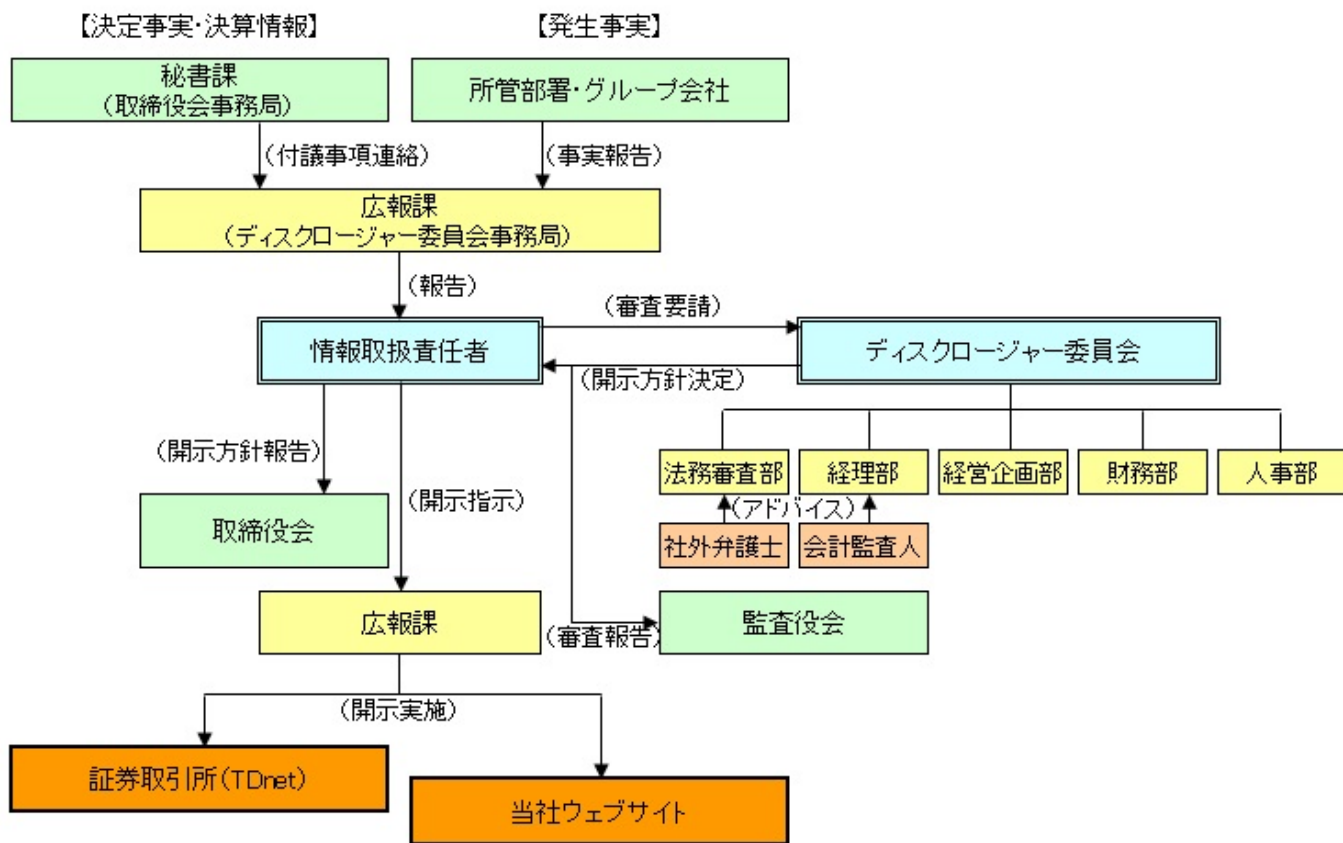 【決定事実・決算情報】
【発生事実】
秘書課
(取締役会事務局)
所管部署・グループ会社
(付議事項連絡)
(事実報告)
広報課
(ディスクロージャー委員会事務局)
(報告)
(審査要請)
情報取扱責任者
ディスクロージャー委員会
(開示方針決定)
(開示方針報告)
法務審査部
経理部
経営企画部
財務部
人事部
(開示指示)
(アドバイス)
取締役会
社外弁護士
会計監査人
広報課
(審査報告)
監査役会
(開示実施)
証券取引所(TDnet)
当社ウェブサイト